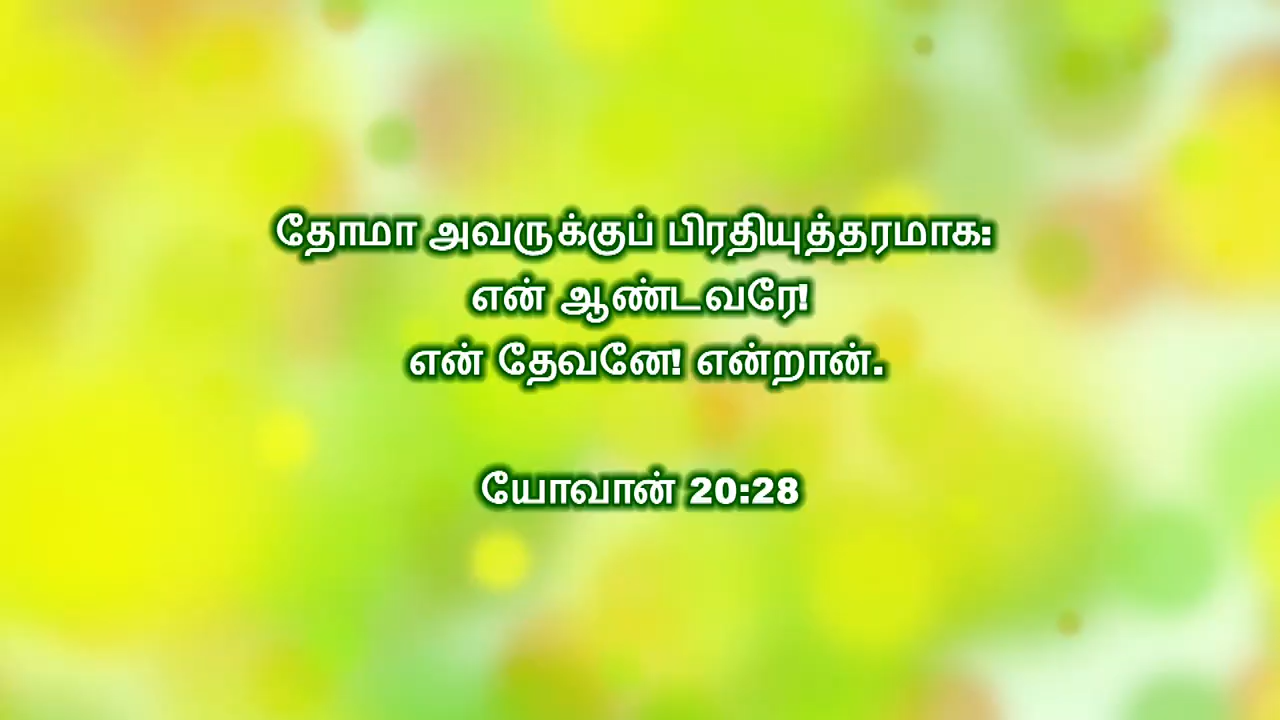 தோமா அவருக்குப் பிரதியுத்தரமாக:
என் ஆண்டவரே!
என் தேவனே! என்றான்.
யோவான் 20:28